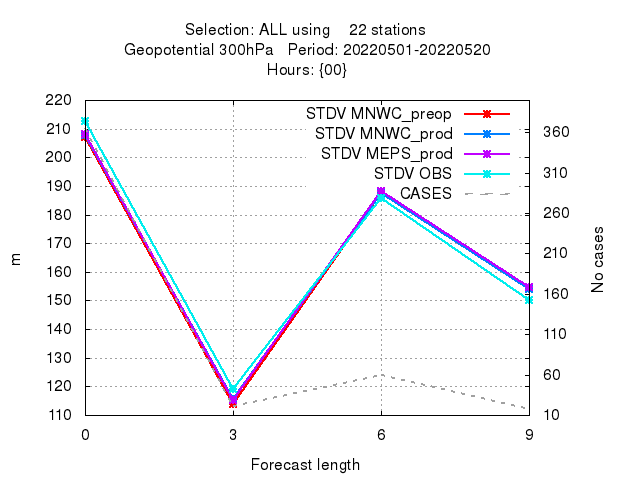 Selection: ALL using 22 stations
Geopotential 300hPa Period: 20220501-20220520
Hours: {00}
STDV MNWC_preop
STDV MNWC_prod
STDV MEPS_prod
STDV OBS
CASES
220
210
200
190
180
170
160
150
140
130
120
110
m
360
310
260
210
160
110
60
10
No cases
0 3 6 9
Forecast length